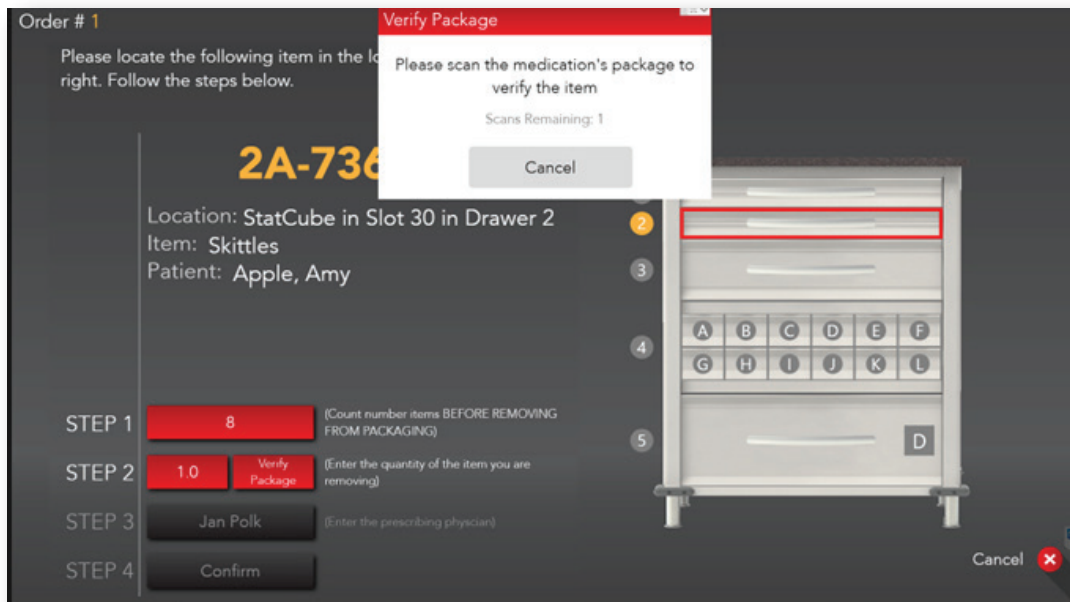 Order # 1
Verify Package
Please locate the following item in the lo
right. Follow the steps below.
Please scan the medication's package to
verify the item
Scans Remaining: 1
Cancel
2A-736
Location: StatCube in Slot 30 in Drawer 2
Item: Skittles
Patient: Apple, Amy
2
3
4
A B C D E F
G H I J K L
5
D
STEP 1
8
(Count number items BEFORE REMOVING
FROM PACKAGING)
STEP 2
1.0
Verify
Package
(Enter the quantity of the item you are
removing)
STEP 3
Jan Polk
(Enter the prescribing physcian)
STEP 4
Confirm
Cancel